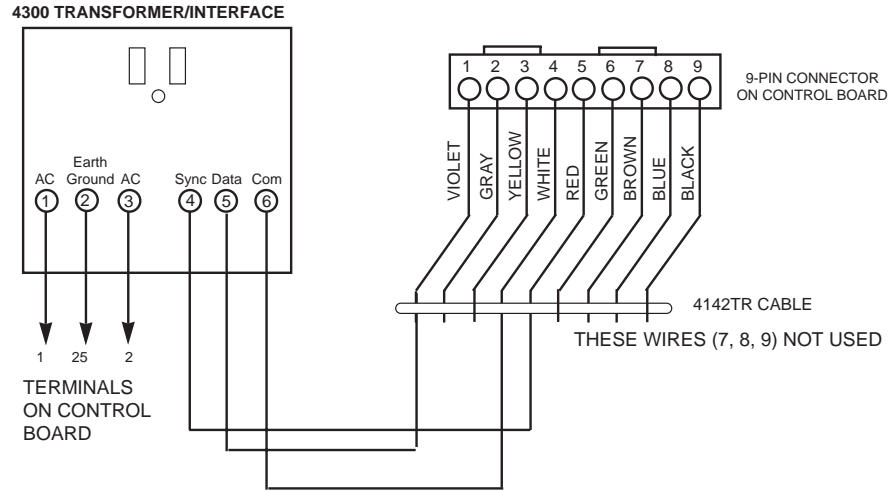 4300 TRANSFORMER/INTERFACE
1 2 3 4 5 6 7 8 9
9-PIN CONNECTOR
ON CONTROL BOARD
VIOLET
GRAY
YELLOW
WHITE
RED
GREEN
BROWN
BLUE
BLACK
Earth
AC Ground AC Sync Data Com
1 2 3 4 5 6
4142TR CABLE
THESE WIRES (7, 8, 9) NOT USED
1 25 2
TERMINALS
ON CONTROL
BOARD